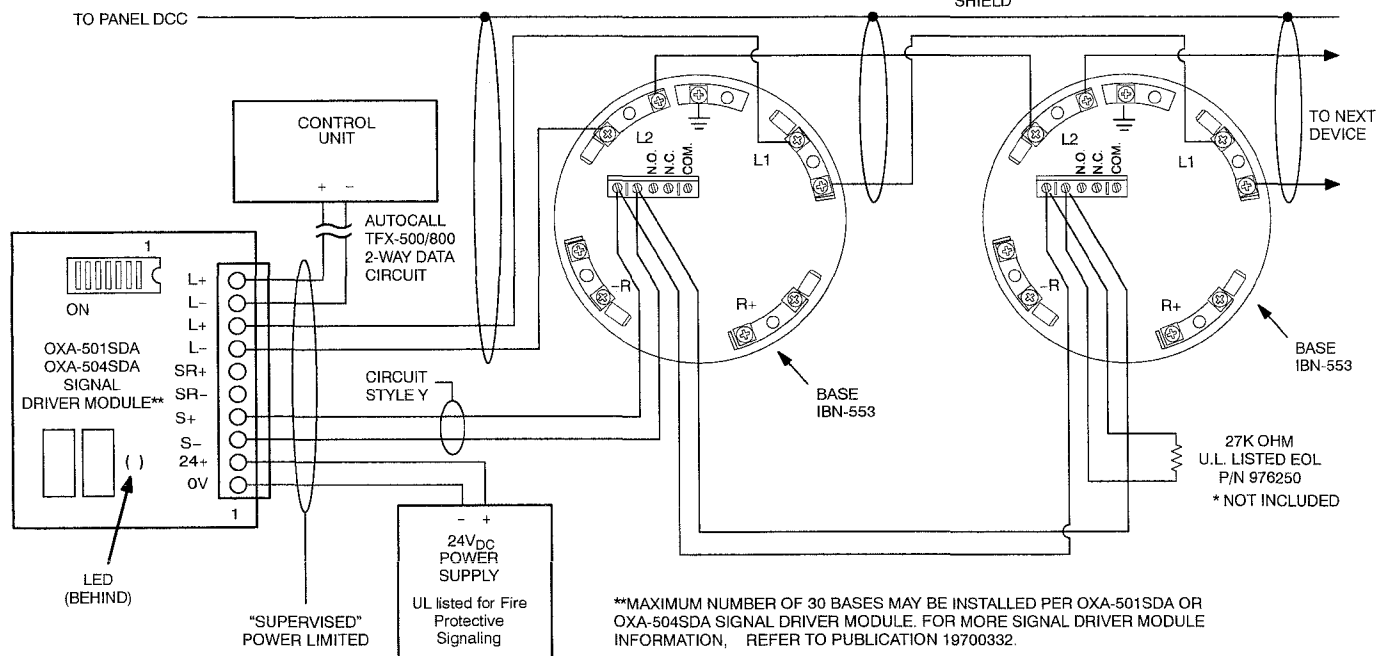 SHIELD
TO PANEL DCC
CONTROL
UNIT
+ −
AUTOCALL
TFX-500/800
2-WAY DATA
CIRCUIT
1
ON
OXA-501SDA
OXA-504SDA
SIGNAL
DRIVER MODULE**
( )
L+
L-
L+
L-
SR+
SR-
S+
S-
24+
0V
1
LED
(BEHIND)
"SUPERVISED"
POWER LIMITED
CIRCUIT
STYLE Y
− +
24VDC
POWER
SUPPLY
UL listed for Fire
Protective
Signaling
L2
N.O.
N.C.
COM.
L1
-R
R+
BASE
IBN-553
L2
N.O.
N.C.
COM.
L1
-R
R+
BASE
IBN-553
TO NEXT
DEVICE
27K OHM
U.L. LISTED EOL
P/N 976250
* NOT INCLUDED
**MAXIMUM NUMBER OF 30 BASES MAY BE INSTALLED PER OXA-501SDA OR
OXA-504SDA SIGNAL DRIVER MODULE. FOR MORE SIGNAL DRIVER MODULE
INFORMATION, REFER TO PUBLICATION 19700332.